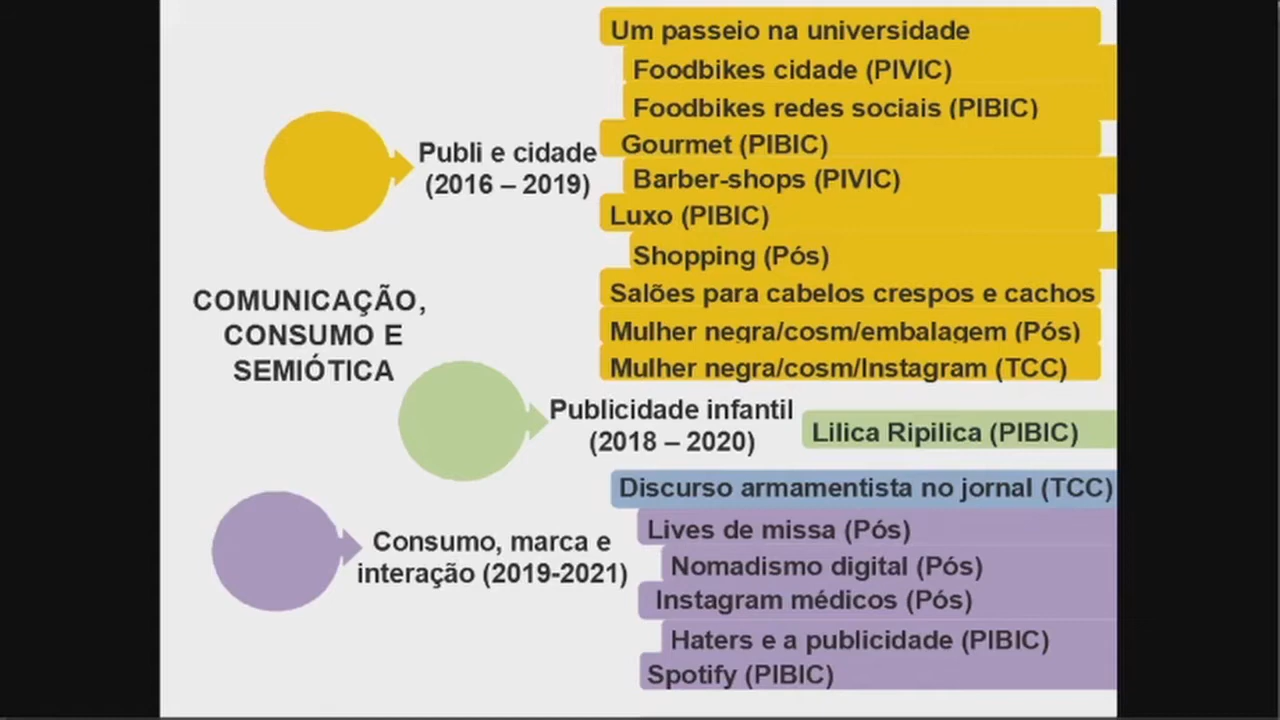 Um passeio na universidade
Foodbikes cidade (PIVIC)
Foodbikes redes sociais (PIBIC)
Gourmet (PIBIC)
Publi e cidade
(2016 – 2019)
Barber-shops (PIVIC)
Luxo (PIBIC)
Shopping (Pós)
Salões para cabelos crespos e cachos
Mulher negra/cosm/embalagem (Pós)
Mulher negra/cosm/Instagram (TCC)
COMUNICAÇÃO,
CONSUMO E
SEMIÓTICA
Publicidade infantil
(2018 – 2020)
Lilica Ripilica (PIBIC)
Discurso armamentista no jornal (TCC)
Consumo, marca e
interação (2019-2021)
Lives de missa (Pós)
Nomadismo digital (Pós)
Instagram médicos (Pós)
Haters e a publicidade (PIBIC)
Spotify (PIBIC)